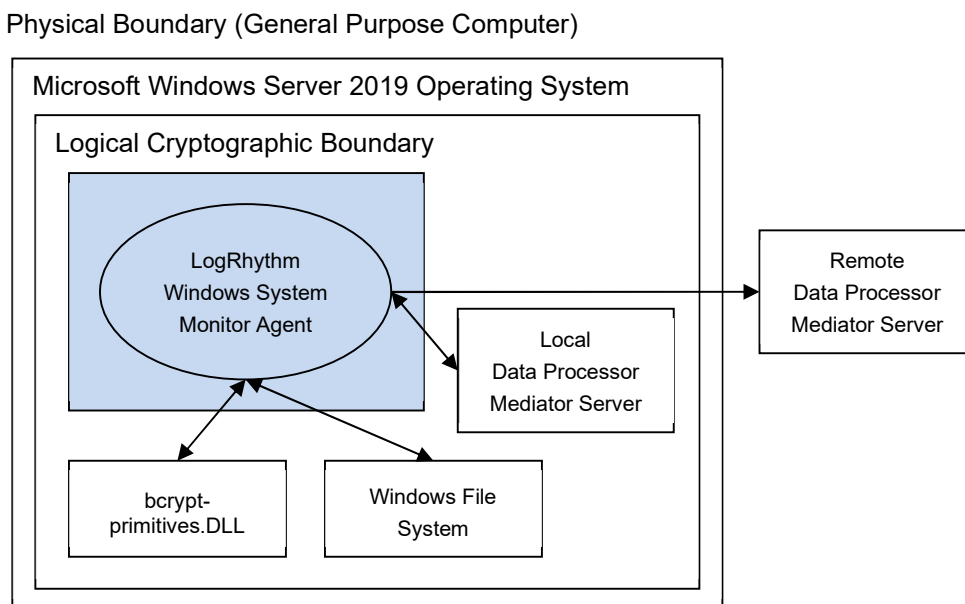 Physical Boundary (General Purpose Computer)
Microsoft Windows Server 2019 Operating System
Logical Cryptographic Boundary
LogRhythm
Windows System
Monitor Agent
Remote
Data Processor
Mediator Server
Local
Data Processor
Mediator Server
bcrypt-
primitives.DLL
Windows File
System